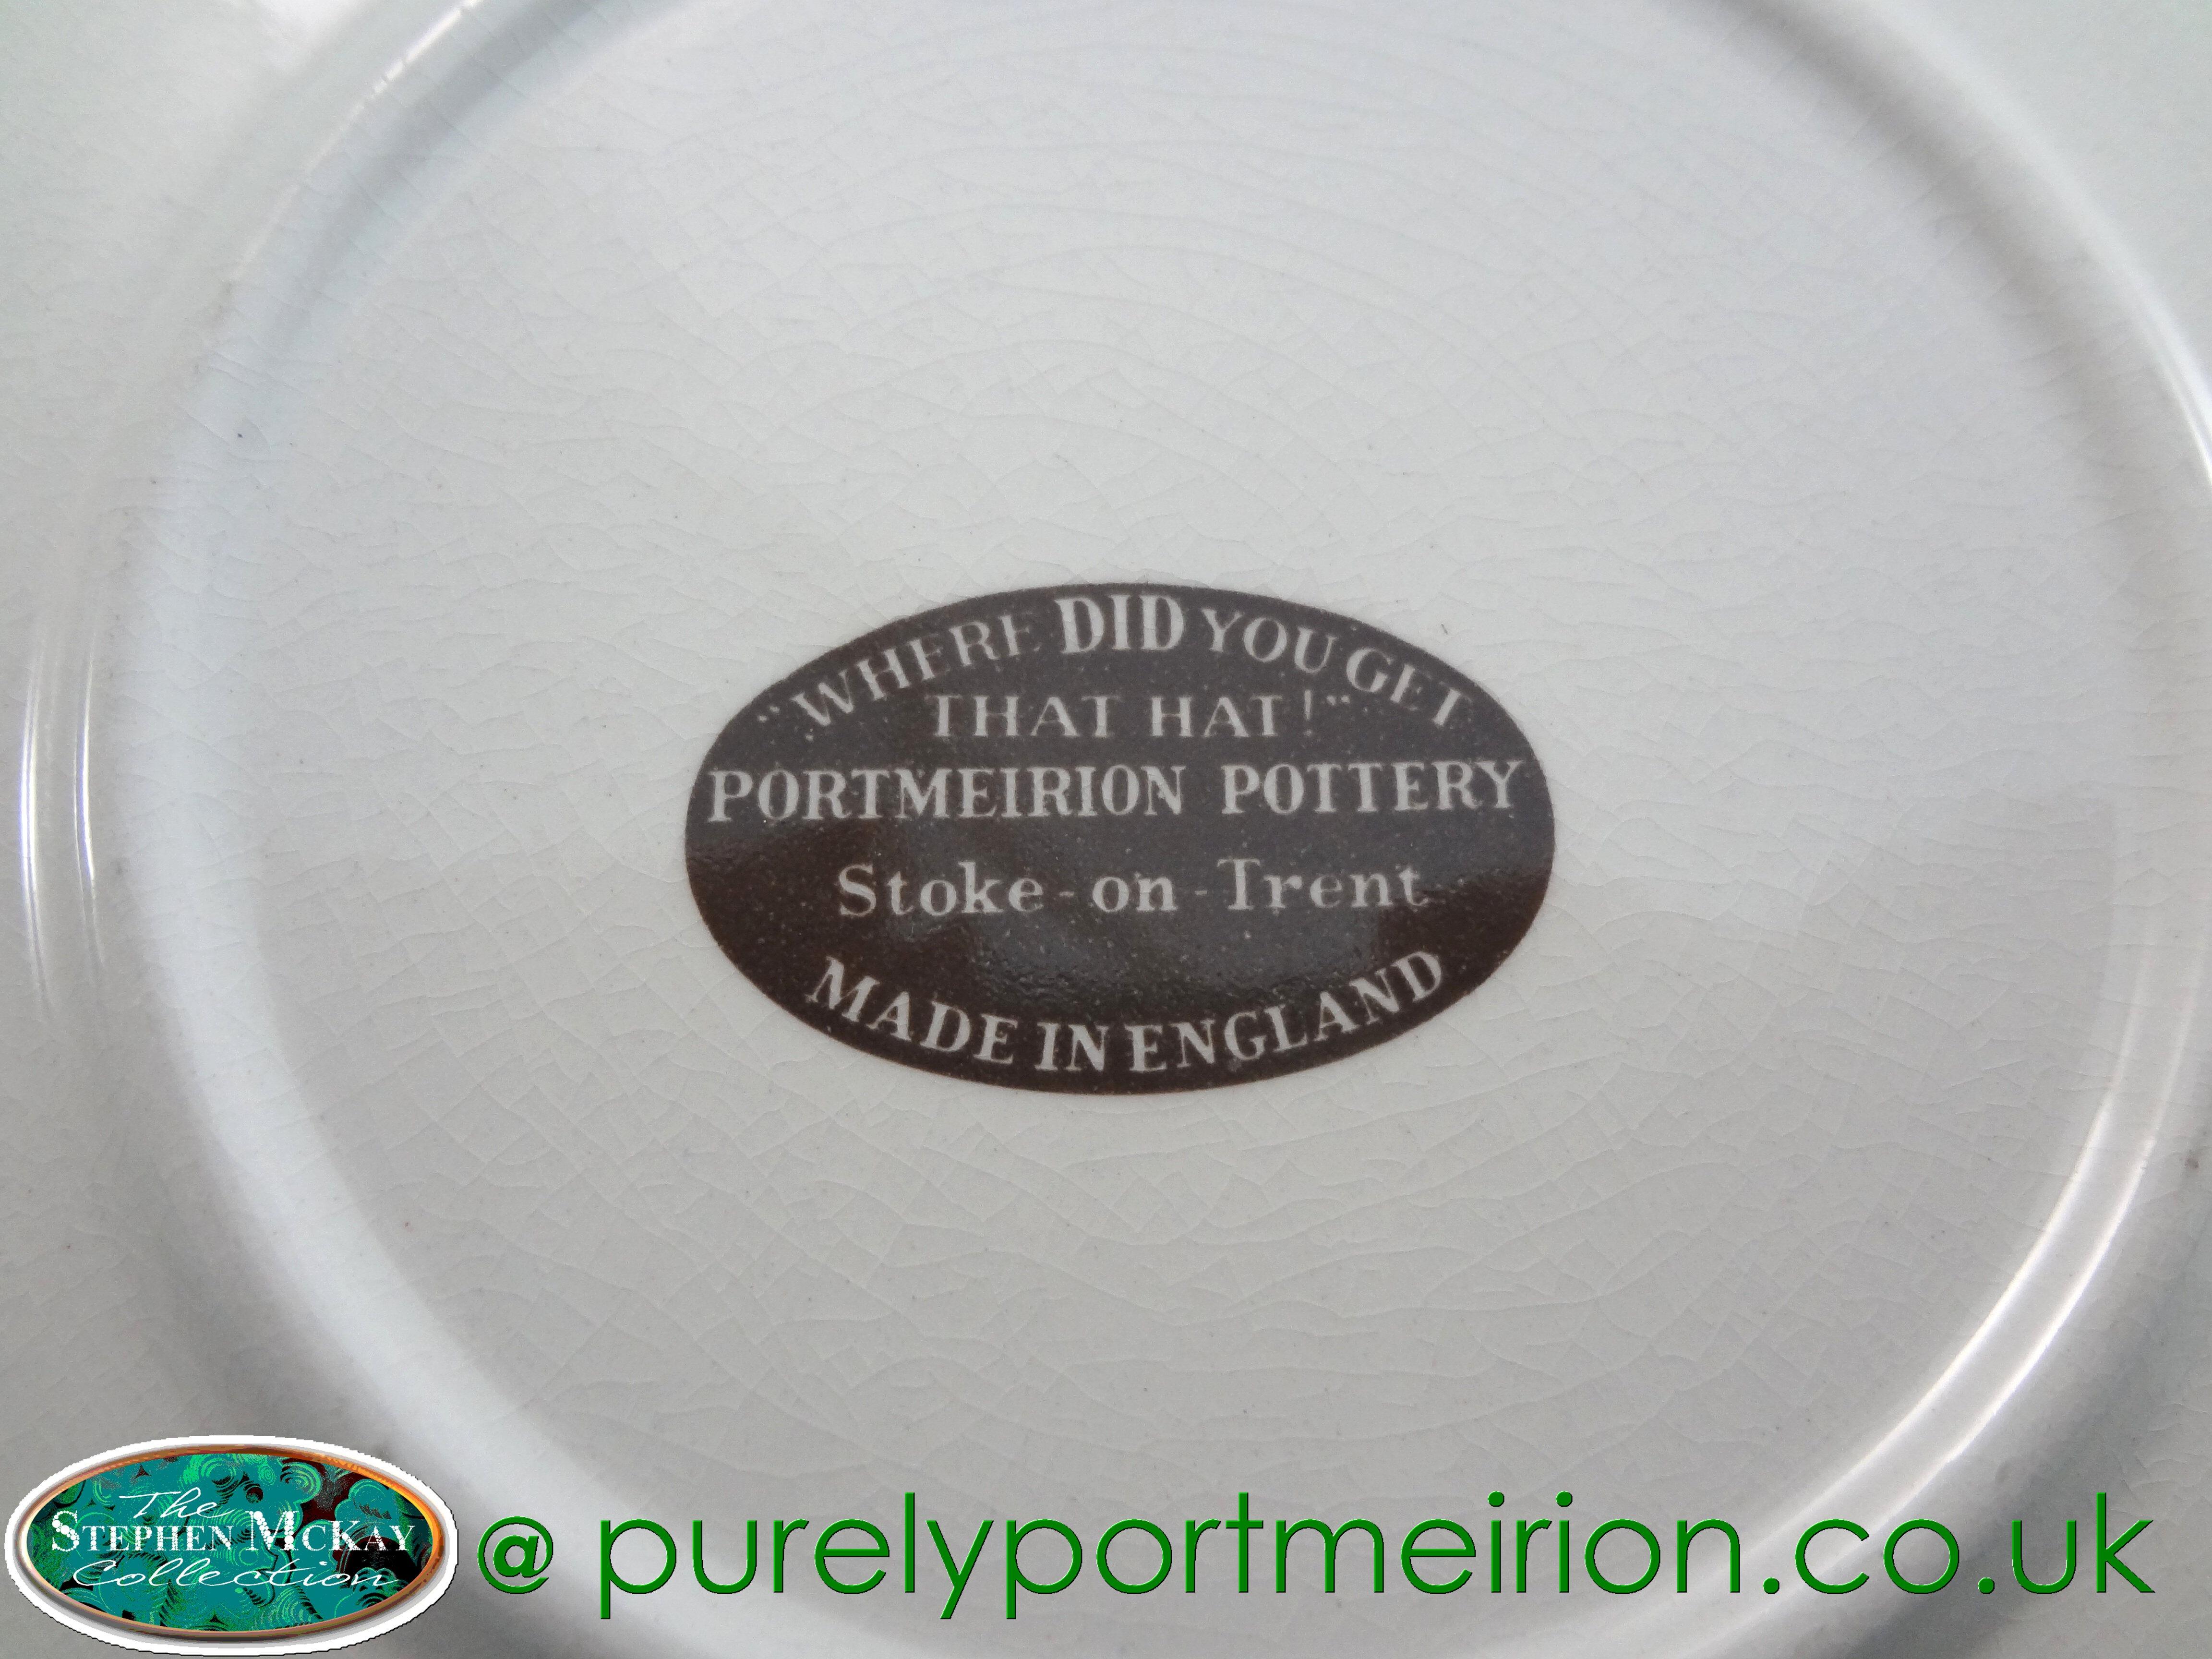 "WHERE DID YOU GET
THAT HAT!"
PORTMEIRION POTTERY
Stoke-on-Trent
MADE IN ENGLAND
The
STEPHEN MCKAY
Collection
@ purelyportmeirion.co.uk